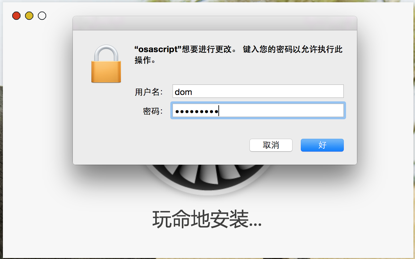 “osascript”想要进行更改。 键入您的密码以允许执行此
操作。
用户名： dom
密码： •••••••••
取消 好
玩命地安装...